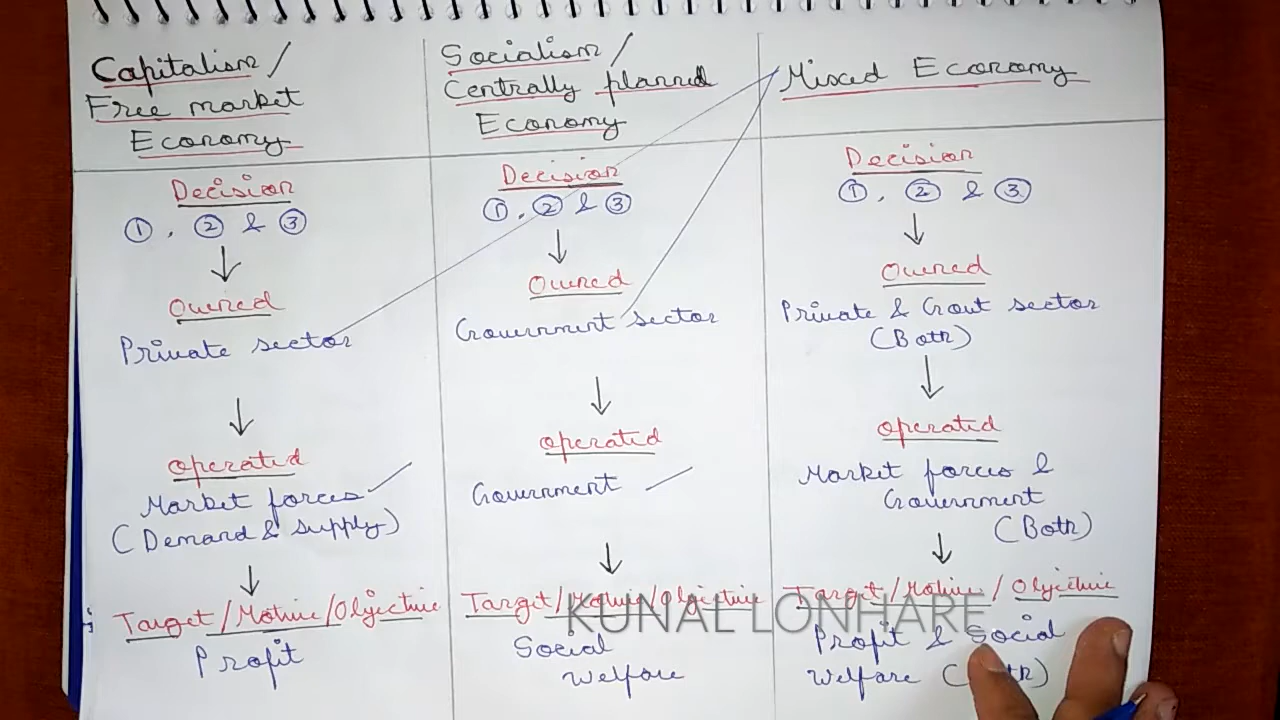 Capitalism /
Free market
Economy
Decision
①, ② & ③
Owned
Private sector
Operated
Market forces
(Demand & supply)
Target/Motive/Objective
Profit
Socialism /
Centrally planned
Economy
Decision
①, ② & ③
Owned
Government sector
Operated
Government
Target/Motive/Objective
Social
welfare
Mixed Economy
Decision
①, ② & ③
Owned
Private & Govt sector
(Both)
Operated
Market forces &
Government
(Both)
Target/Motive/Objective
Profit & Social
welfare
KUNAL LONHARE